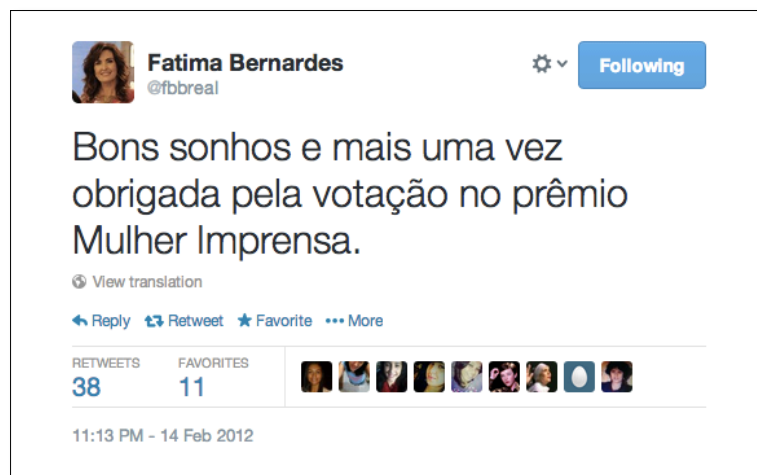 Fatima Bernardes
@fbbreal
Following
Bons sonhos e mais uma vez
obrigada pela votação no prêmio
Mulher Imprensa.
View translation
Reply Retweet Favorite More
RETWEETS FAVORITES
38 11
11:13 PM - 14 Feb 2012